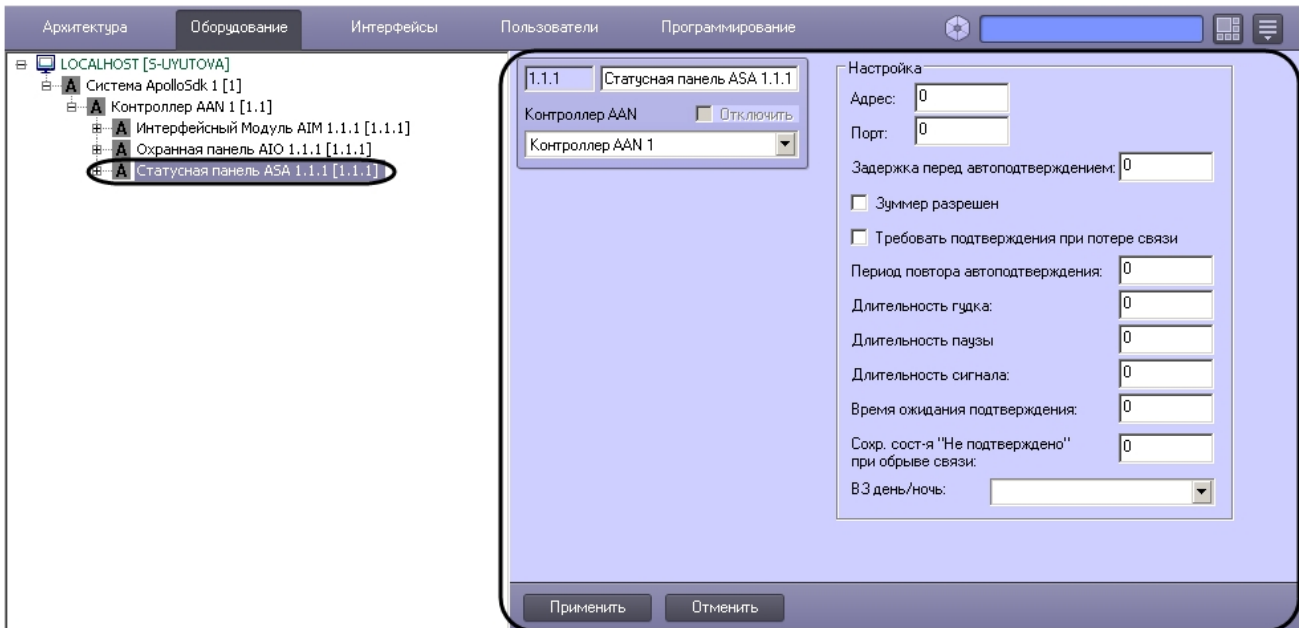 Архитектура Оборудование Интерфейсы Пользователи Программирование
LOCALHOST [S-UYUTOVA]
A Система ApolloSdk 1 [1]
A Контроллер AAN 1 [1.1]
A Интерфейсный Модуль AIM 1.1.1 [1.1.1]
A Охранная панель AIO 1.1.1 [1.1.1]
A Статусная панель ASA 1.1.1 [1.1.1]
1.1.1 Статусная панель ASA 1.1.1
Контроллер AAN Отключить
Контроллер AAN 1
Настройка
Адрес: 0
Порт: 0
Задержка перед автоподтверждением: 0
Зуммер разрешен
Требовать подтверждения при потере связи
Период повтора автоподтверждения: 0
Длительность гудка: 0
Длительность паузы 0
Длительность сигнала: 0
Время ожидания подтверждения: 0
Сохр. сост-я "Не подтверждено" 0
при обрыве связи:
ВЗ день/ночь:
Применить Отменить